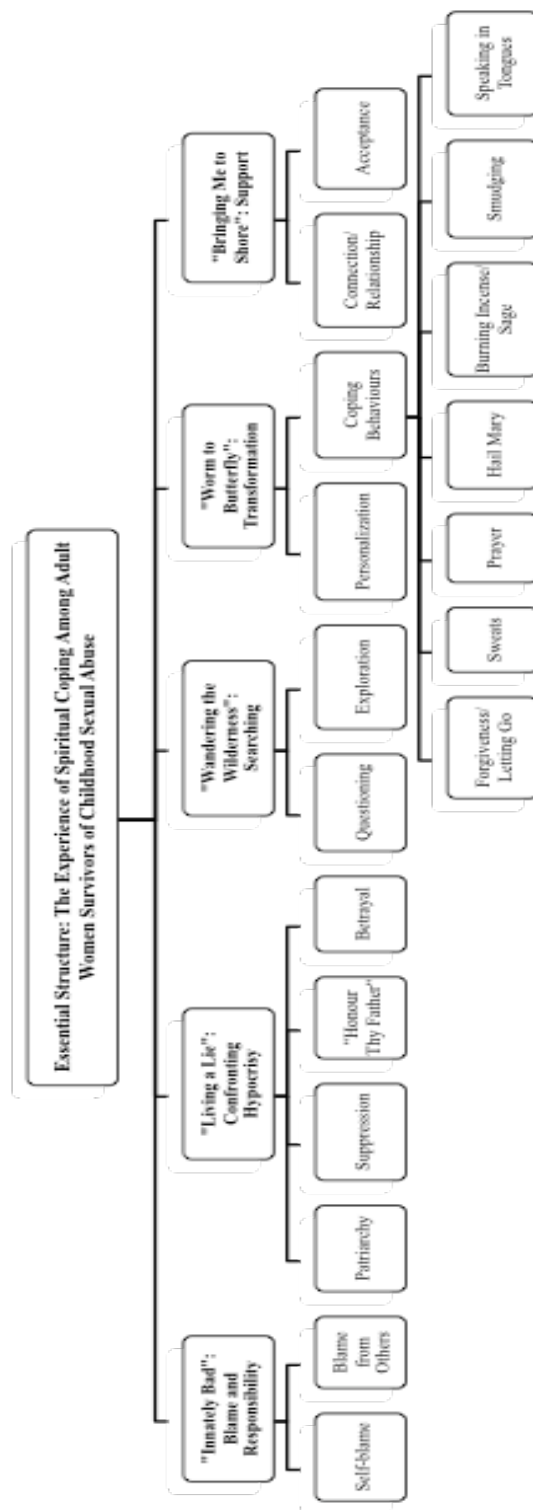 Essential Structure: The Experience of Spiritual Coping Among Adult
Women Survivors of Childhood Sexual Abuse
"Innately Bad":
Blame and
Responsibility
"Living a Lie":
Confronting
Hypocrisy
"Wandering the
Wilderness":
Searching
"Worm to
Butterfly":
Transformation
"Bringing Me to
Shore": Support
Self-blame
Blame
from
Others
Patriarchy
Suppression
"Honour
Thy Father"
Betrayal
Questioning
Exploration
Personalization
Coping
Behaviours
Connection/
Relationship
Acceptance
Forgiveness/
Letting Go
Sweats
Prayer
Hail Mary
Burning Incense/
Sage
Smudging
Speaking in
Tongues